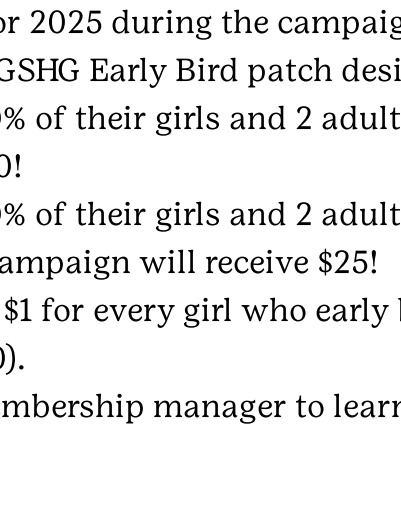 or 2025 during the campaig
GSHG Early Bird patch desi
% of their girls and 2 adult
0!
% of their girls and 2 adult
ampaign will receive $25!
$1 for every girl who early
0).
mbership manager to learn